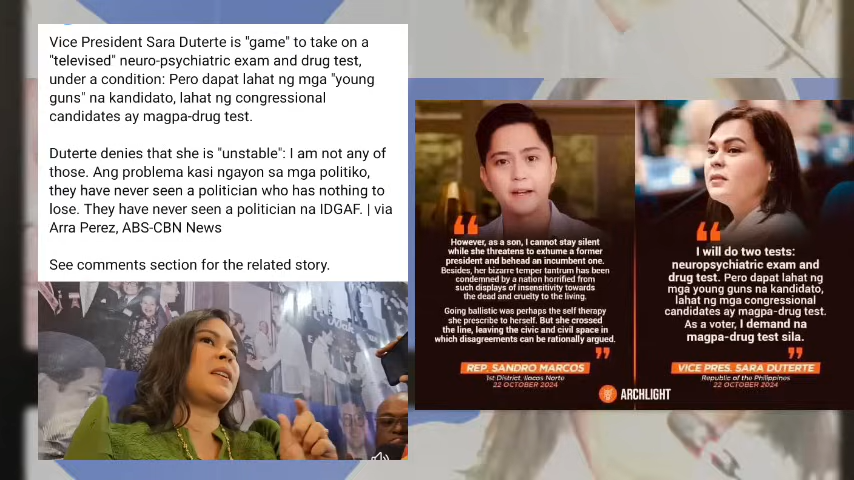 Vice President Sara Duterte is "game" to take on a
"televised" neuro-psychiatric exam and drug test,
under a condition: Pero dapat lahat ng mga "young
guns" na kandidato, lahat ng congressional
candidates ay magpa-drug test.
Duterte denies that she is "unstable": I am not any of
those. Ang problema kasi ngayon sa mga politiko,
they have never seen a politician who has nothing to
lose. They have never seen a politician na IDGAF. | via
Arra Perez, ABS-CBN News
See comments section for the related story.
However, as a son, I cannot stay silent
while she threatens to exhume a former
president and behead an incumbent one.
Besides, her bizarre temper tantrum has been
condemned by a nation horrified from
such displays of insensitivity towards
the dead and cruelty to the living.
Going ballistic was perhaps the self therapy
she prescribe to herself. But she crossed
the line, leaving the civic and civil space in
which disagreements can be rationally argued.
REP. SANDRO MARCOS
1st District, Ilocos Norte
22 OCTOBER 2024
I will do two tests:
neuropsychiatric exam and
drug test. Pero dapat lahat ng
mga young guns na kandidato,
lahat ng mga congressional
candidates ay magpa-drug test.
As a voter, I demand na
magpa-drug test sila.
VICE PRES. SARA DUTERTE
Republic of the Philippines
22 OCTOBER 2024
ARCHLIGHT